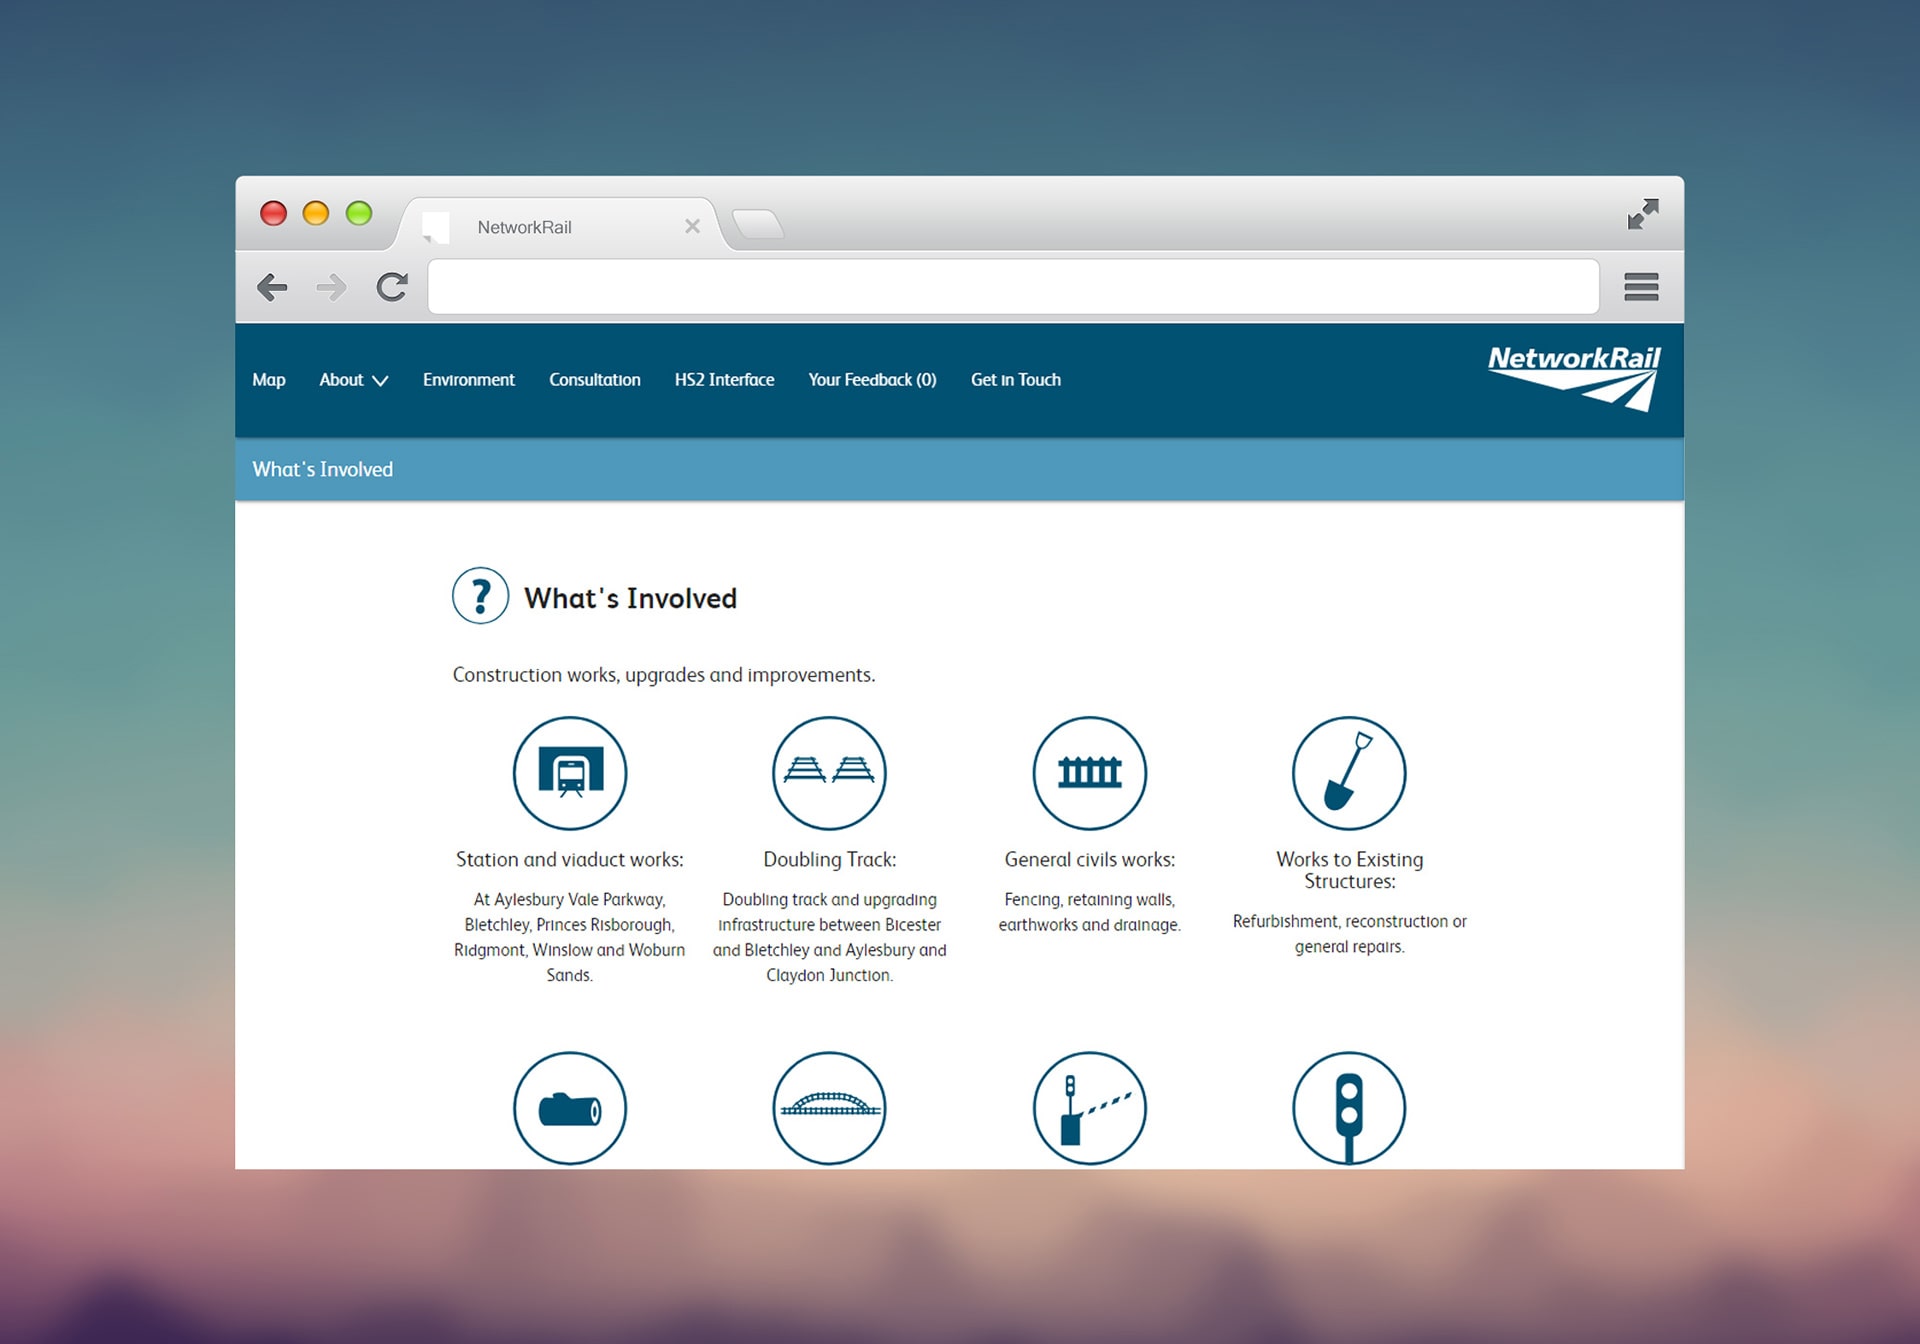 NetworkRail
Map About Environment Consultation HS2 Interface Your Feedback (0) Get in Touch
NetworkRail
What's Involved
? What's Involved
Construction works, upgrades and improvements.
Station and viaduct works:
At Aylesbury Vale Parkway,
Bletchley, Princes Risborough,
Ridgmont, Winslow and Woburn
Sands.
Doubling Track:
Doubling track and upgrading
infrastructure between Bicester
and Bletchley and Aylesbury and
Claydon Junction.
General civils works:
Fencing, retaining walls,
earthworks and drainage.
Works to Existing
Structures:
Refurbishment, reconstruction or
general repairs.